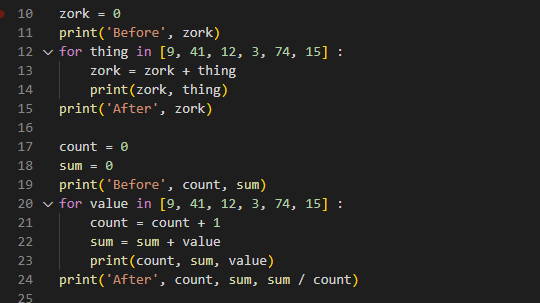 10 zork = 0
11 print('Before', zork)
12 for thing in [9, 41, 12, 3, 74, 15] :
13     zork = zork + thing
14     print(zork, thing)
15 print('After', zork)
16
17 count = 0
18 sum = 0
19 print('Before', count, sum)
20 for value in [9, 41, 12, 3, 74, 15] :
21     count = count + 1
22     sum = sum + value
23     print(count, sum, value)
24 print('After', count, sum, sum / count)
25